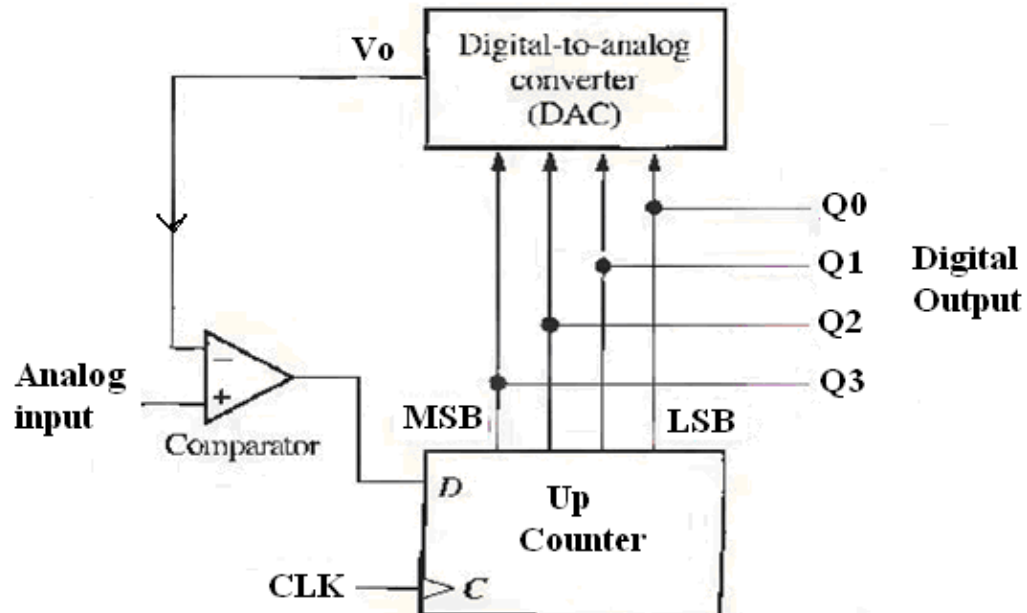 Vo
Digital-to-analog
converter
(DAC)
Q0
Q1
Digital
Output
Q2
Q3
Analog
input
−
+
Comparator
MSB
LSB
D
Up
Counter
CLK
C